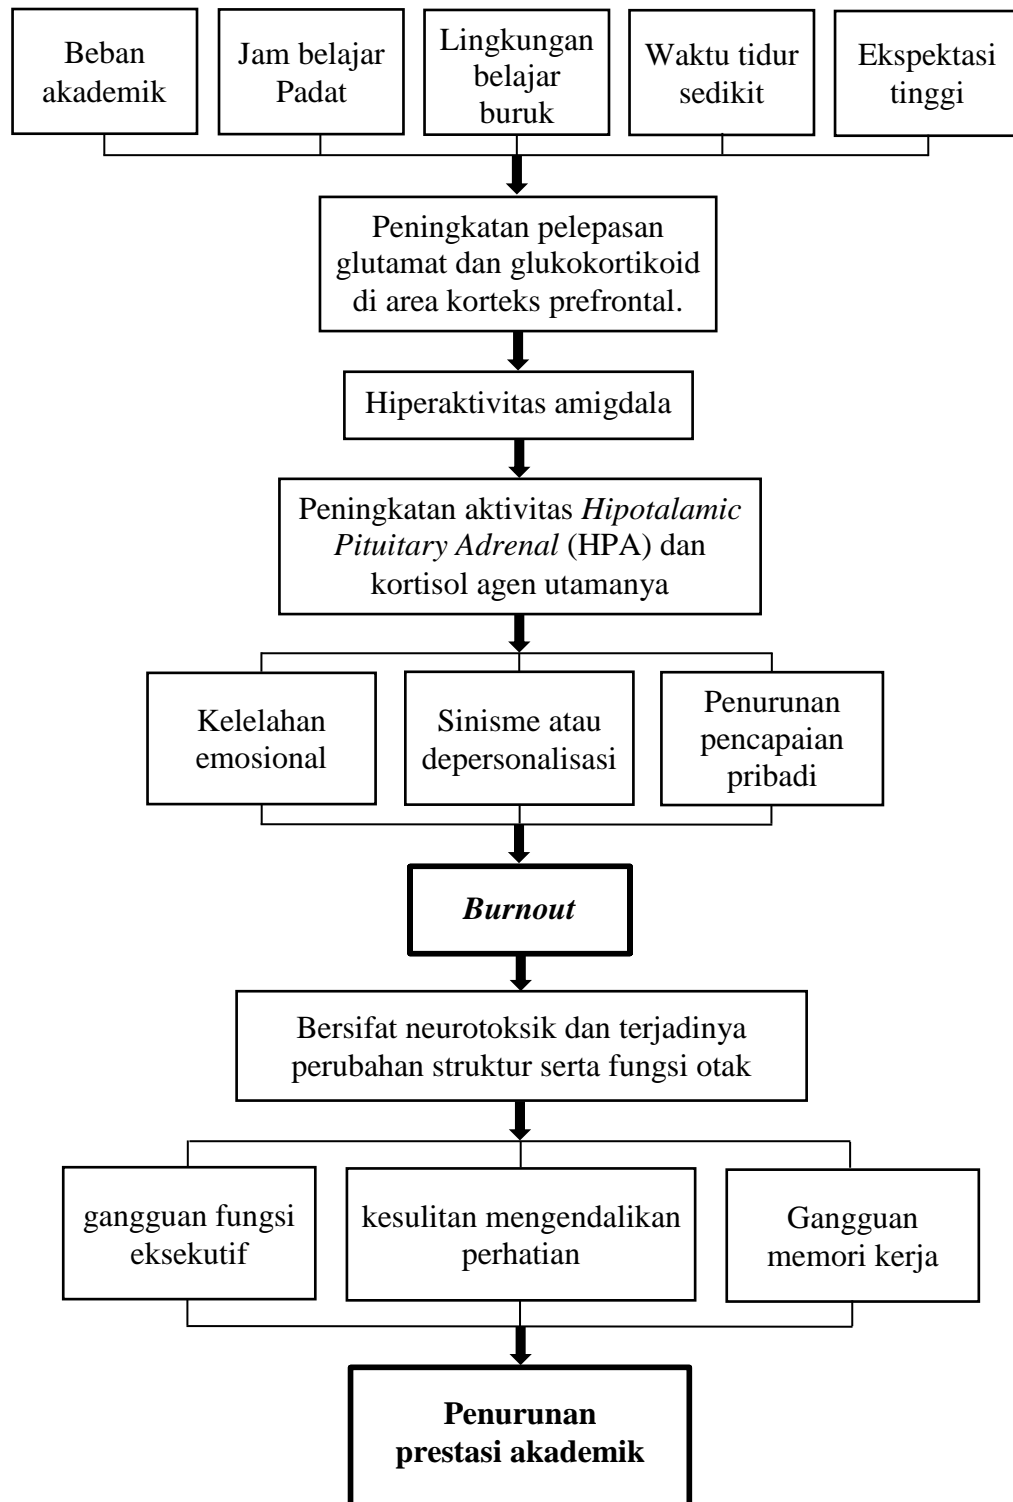 Beban
akademik
Jam belajar
Padat
Lingkungan
belajar
buruk
Waktu tidur
sedikit
Ekspektasi
tinggi
Peningkatan pelepasan
glutamat dan glukokortikoid
di area korteks prefrontal.
Hiperaktivitas amigdala
Peningkatan aktivitas Hipotalamic
Pituitary Adrenal (HPA) dan
kortisol agen utamanya
Kelelahan
emosional
Sinisme atau
depersonalisasi
Penurunan
pencapaian
pribadi
Burnout
Bersifat neurotoksik dan terjadinya
perubahan struktur serta fungsi otak
gangguan fungsi
eksekutif
kesulitan mengendalikan
perhatian
Gangguan
memori kerja
Penurunan
prestasi akademik